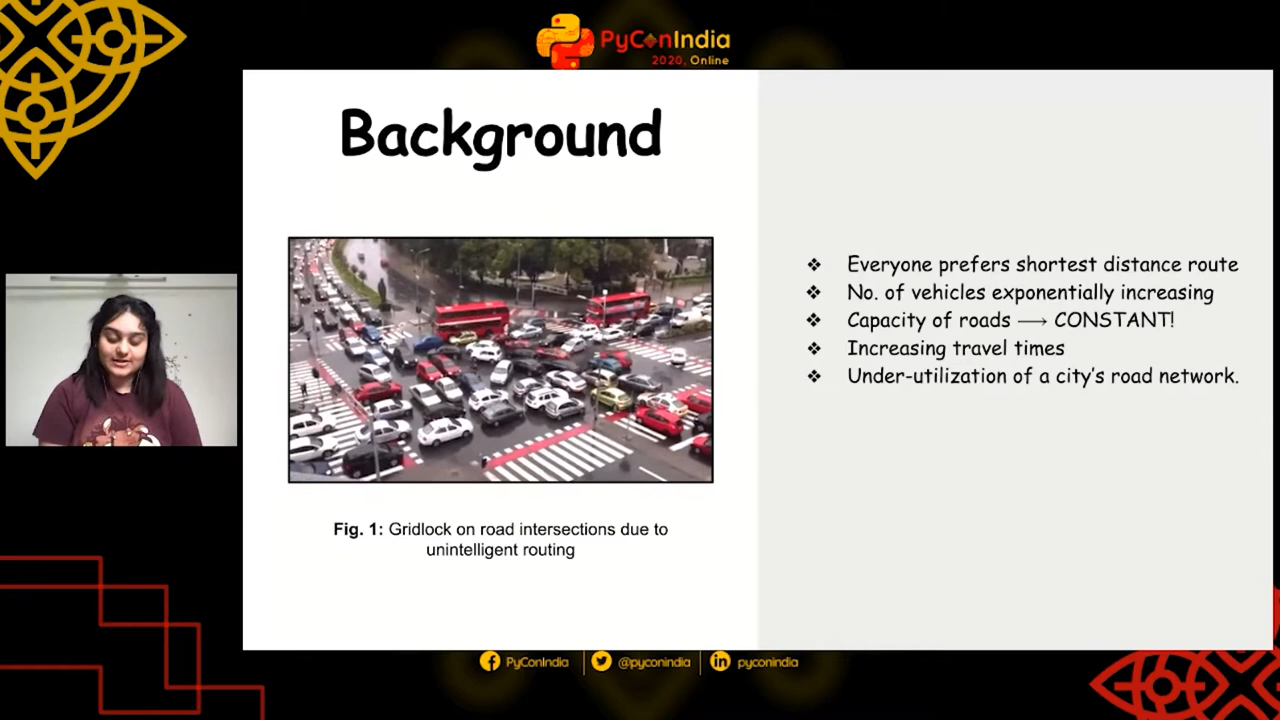 PyConIndia
2020, Online
Background
Everyone prefers shortest distance route
No. of vehicles exponentially increasing
Capacity of roads ⟶ CONSTANT!
Increasing travel times
Under-utilization of a city's road network.
Fig. 1: Gridlock on road intersections due to
unintelligent routing
PyConIndia
@pyconindia
pyconindia